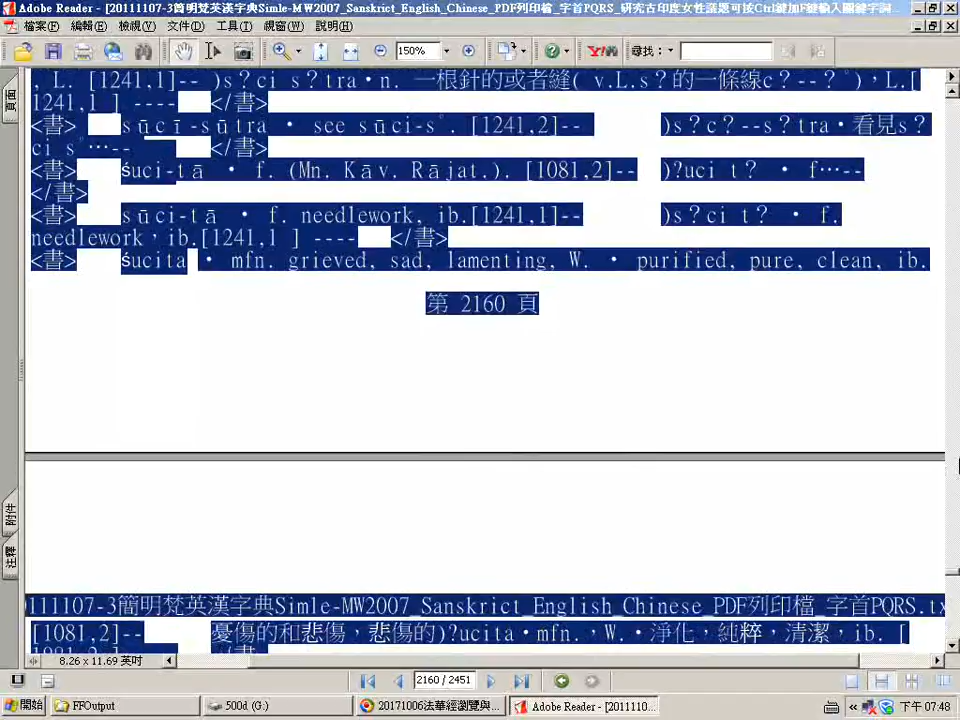 Adobe Reader - [20111107-3簡明梵英漢字典Simle-MW2007_Sanskrict_English_Chinese_PDF列印檔_字首PQRS_研究古印度女性議題可按Ctrl鍵加F鍵輸入關鍵字詞...
檔案(F) 編輯(E) 檢視(V) 文件(D) 工具(T) 視窗(W) 說明(H)
150% 尋找：
頁面
, L. [1241,1]-- )s？ci s？tra‧n. 一根針的或者縫( v.L.s？的一條線c？--？ﾟ)，L.[
1241,1 ] ---- </書>
<書> sūcī-sūtra ‧ see sūci-sﾟ. [1241,2]-- )s？c？--s？tra‧看見s？
ci sﾟ…-- </書>
<書> śuci-tā ‧ f. (Mn. Kāv. Rājat.). [1081,2]-- )?uci t？ ‧ f…--
</書>
<書> sūci-tā ‧ f. needlework, ib.[1241,1]-- )s？ci t？ ‧ f.
needlework，ib.[1241,1 ] ---- </書>
<書> śucita ‧ mfn. grieved, sad, lamenting, W. ‧ purified, pure, clean, ib.
第 2160 頁
附件
註釋
111107-3簡明梵英漢字典Simle-MW2007_Sanskrict_English_Chinese_PDF列印檔_字首PQRS.tx
[1081,2]-- 憂傷的和悲傷，悲傷的)?ucita‧mfn.，W.‧淨化，純粹，清潔，ib. [
8.26 x 11.69 英吋
2160 / 2451
開始 FFOutput 500d (G:) 20171006法華經瀏覽與... Adobe Reader - [2011110... 下午 07:48